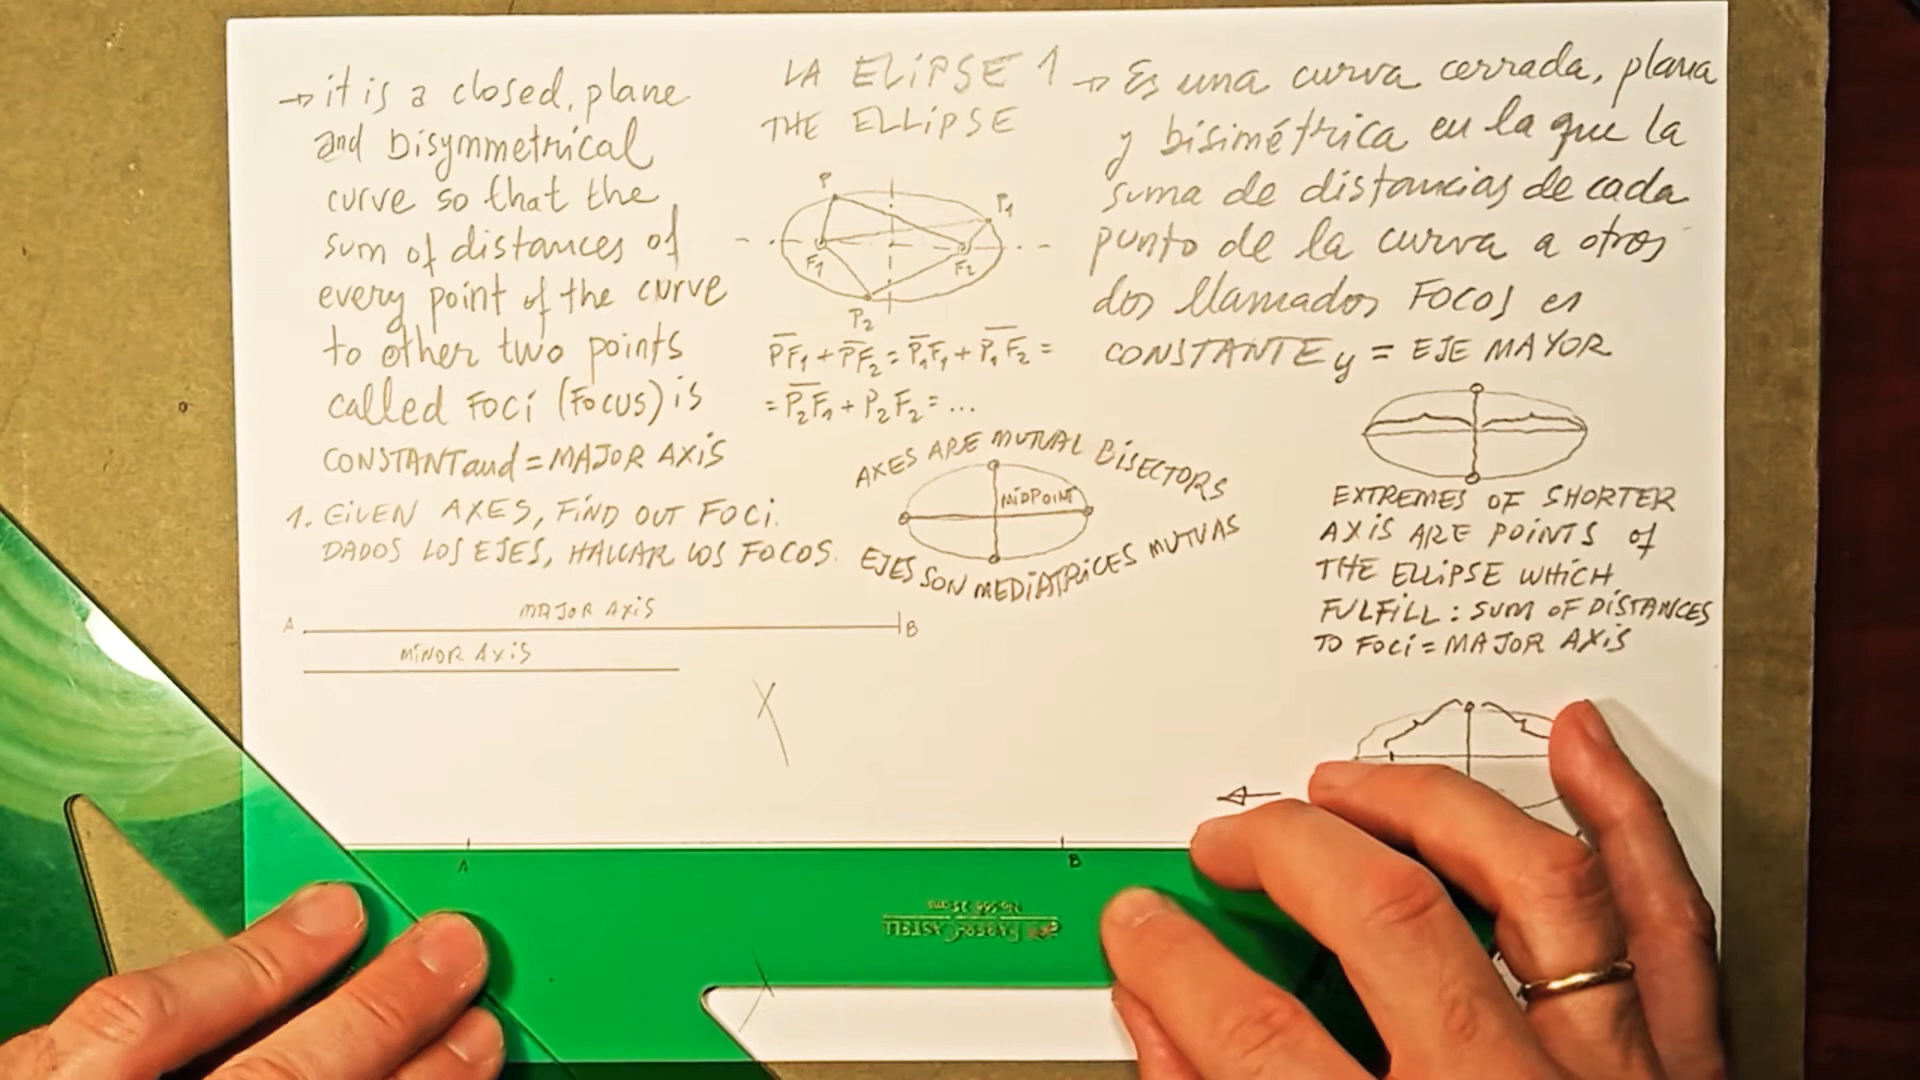 LA ELIPSE 1
THE ELLIPSE
→ it is a closed, plane
and Bisymmetrical
curve so that the
sum of distances of
every point of the curve
to other two points
called FOCI (FOCUS) is
CONSTANT and = MAJOR AXIS
P
P1
F1
F2
P2
PF1 + PF2 = P1F1 + P1F2 =
= P2F1 + P2F2 = ...
→ Es una curva cerrada, plana
y bisimétrica en la que la
suma de distancias de cada
punto de la curva a otros
dos llamados FOCOS es
CONSTANTE y = EJE MAYOR
1. GIVEN AXES, FIND OUT FOCI.
DADOS LOS EJES, HALLAR LOS FOCOS.
AXES ARE MUTUAL BISECTORS
MIDPOINT
EJES SON MEDIATRICES MUTUAS
EXTREMES OF SHORTER
AXIS ARE POINTS of
THE ELLIPSE WHICH
FULFILL: SUM OF DISTANCES
TO FOCI = MAJOR AXIS
A MAJOR AXIS B
MINOR AXIS
A B
FABER-CASTELL